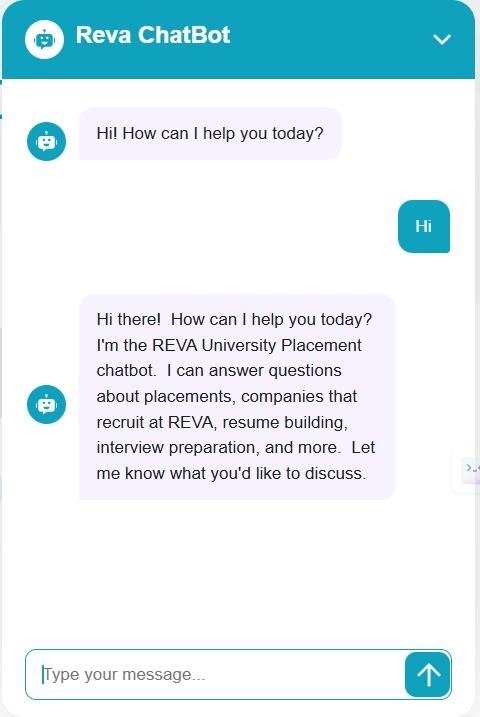 Reva ChatBot
Hi! How can I help you today?
Hi
Hi there!  How can I help you today?
I'm the REVA University Placement
chatbot.  I can answer questions
about placements, companies that
recruit at REVA, resume building,
interview preparation, and more.  Let
me know what you'd like to discuss.
Type your message...